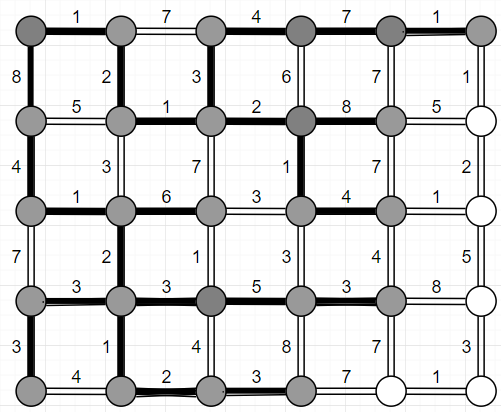 1 7 4 7 1
8 2 3 6 7 1
5 1 2 8 5
4 3 7 1 7 2
1 6 3 4 1
7 2 1 3 4 5
3 3 5 3 8
3 1 4 8 7 3
4 2 3 7 1